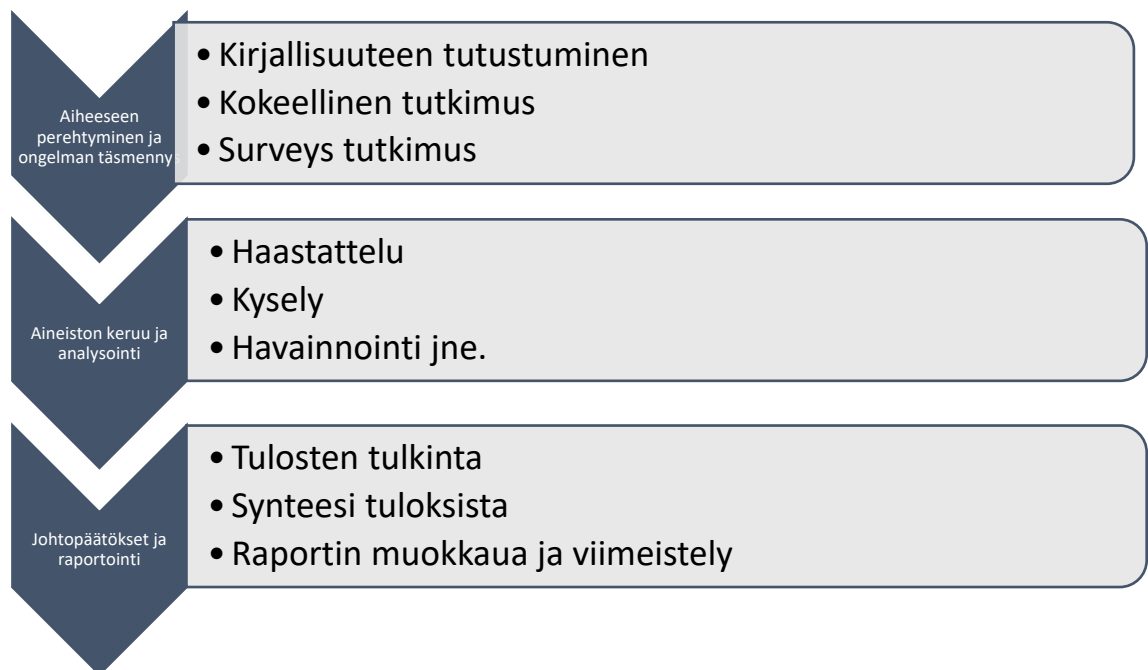 Aiheeseen
perehtyminen ja
ongelman täsmennys
• Kirjallisuuteen tutustuminen
• Kokeellinen tutkimus
• Surveys tutkimus
Aineiston keruu ja
analysointi
• Haastattelu
• Kysely
• Havainnointi jne.
Johtopäätökset ja
raportointi
• Tulosten tulkinta
• Synteesi tuloksista
• Raportin muokkaua ja viimeistely